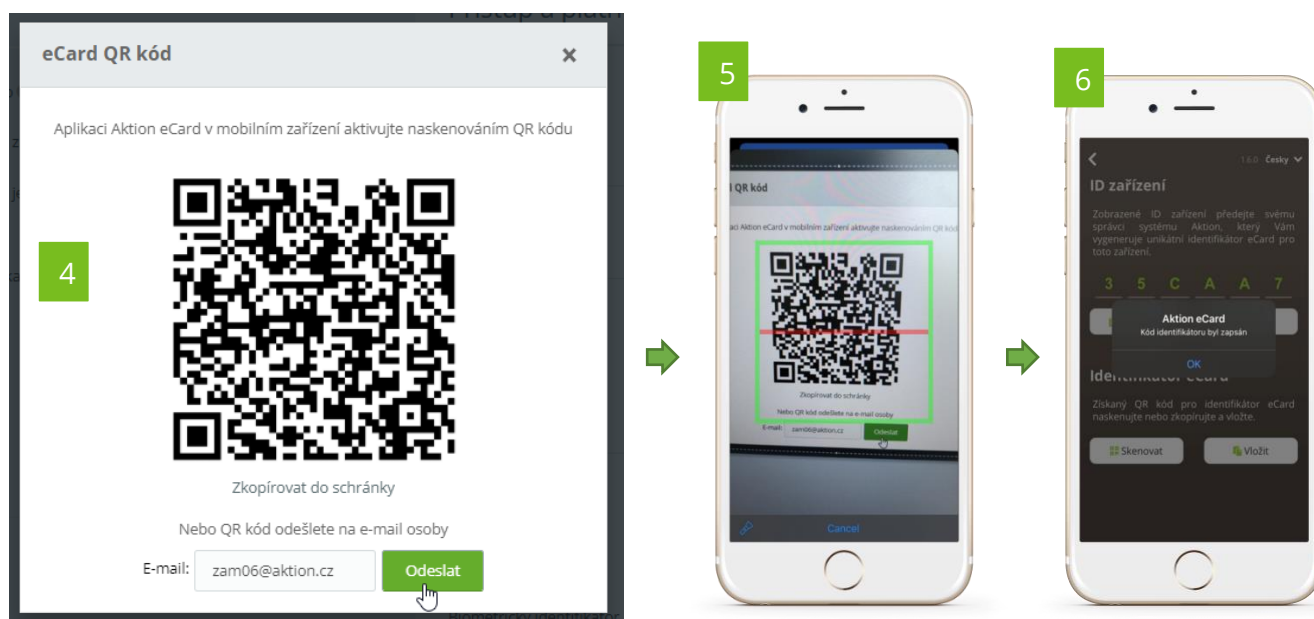 eCard QR kód
×
Aplikaci Aktion eCard v mobilním zařízení aktivujte naskenováním QR kódu
4
Zkopírovat do schránky
Nebo QR kód odešlete na e-mail osoby
E-mail: zam06@aktion.cz Odeslat
5
QR kód
aci Aktion eCard v mobilním zařízení aktivujte naskenováním QR kód
Zkopírovat do schránky
Nebo QR kód odešlete na e-mail osoby
E-mail: zam06@aktion.cz Odeslat
Cancel
6
1.6.0 Česky
ID zařízení
Zobrazené ID zařízení předejte svému
správci systému Aktion, který Vám
vygeneruje unikátní identifikátor eCard pro
toto zařízení.
3 5 C A A 7
Aktion eCard
Kód identifikátoru byl zapsán
OK
Identifikátor eCardu
Získaný QR kód pro identifikátor eCard
naskenujte nebo zkopírujte a vložte.
Skenovat Vložit